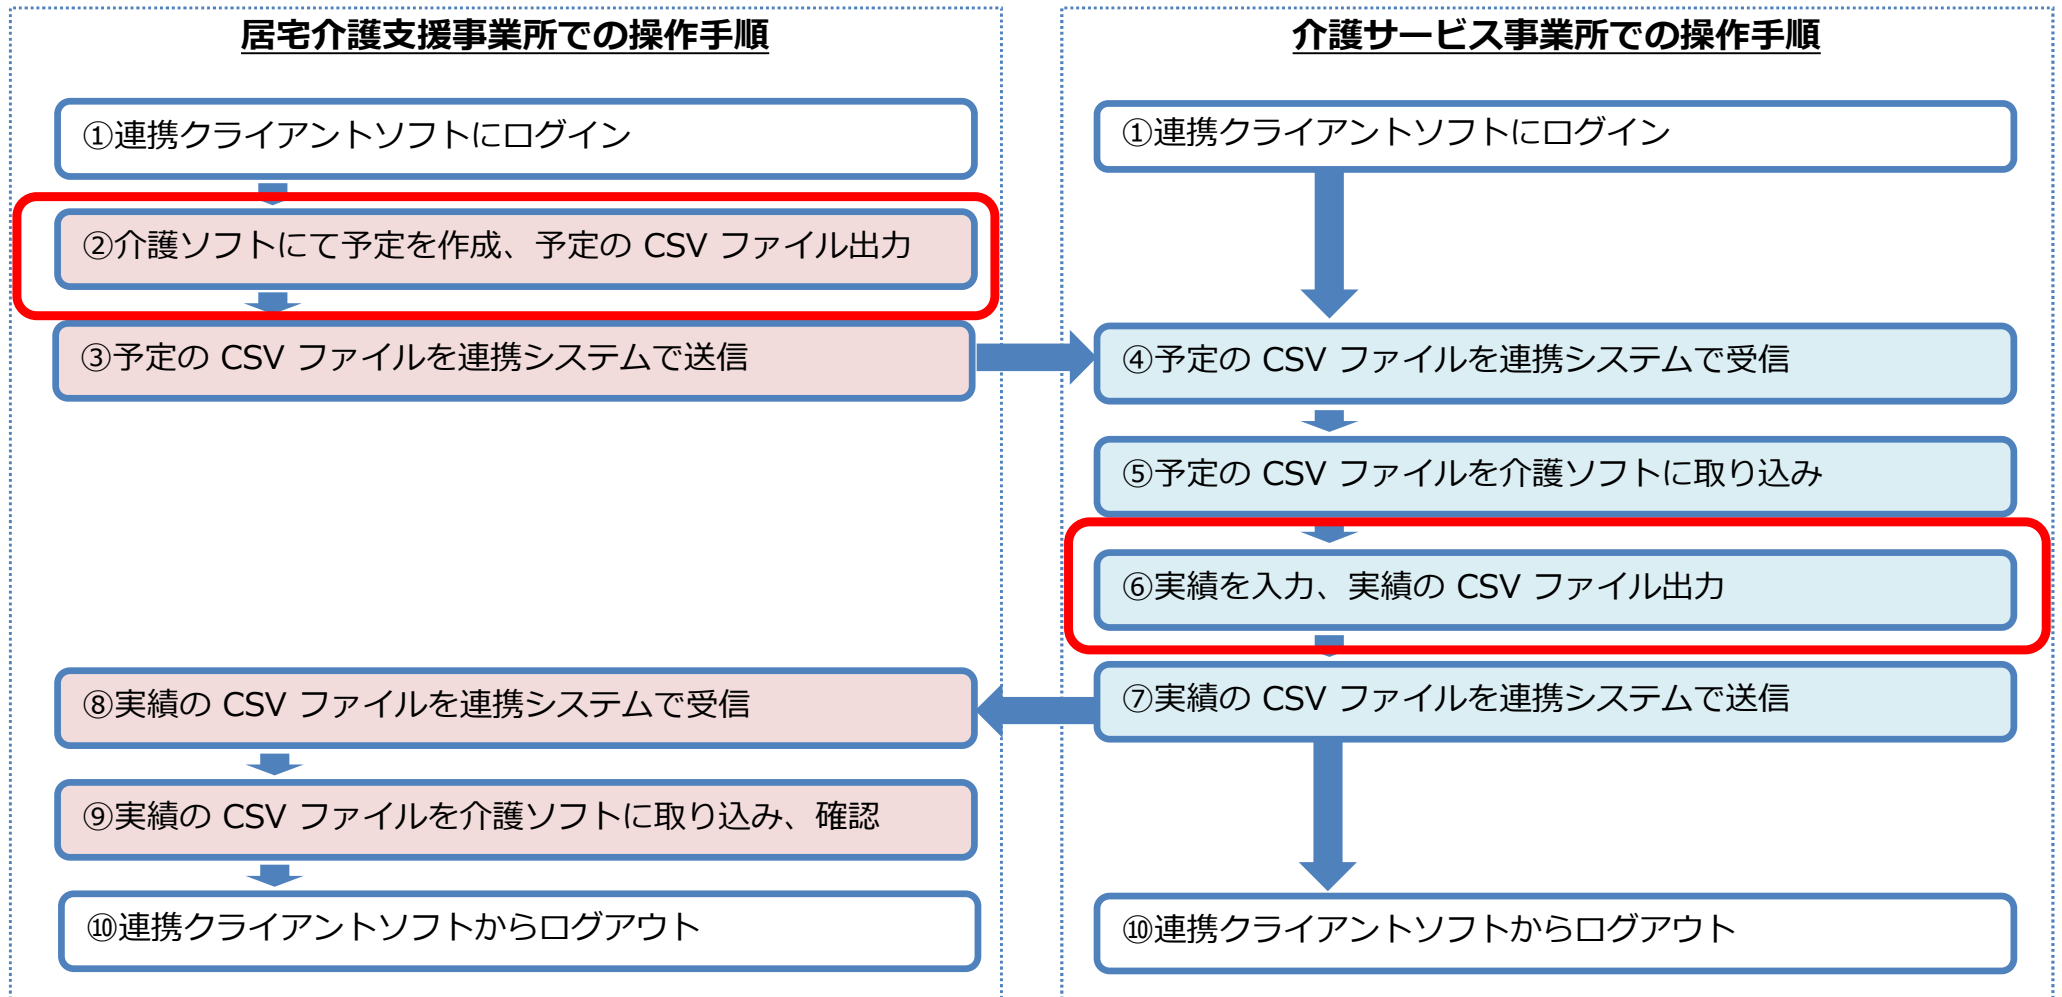 居宅介護支援事業所での操作手順
①連携クライアントソフトにログイン
②介護ソフトにて予定を作成、予定の CSV ファイル出力
③予定の CSV ファイルを連携システムで送信
⑧実績の CSV ファイルを連携システムで受信
⑨実績の CSV ファイルを介護ソフトに取り込み、確認
⑩連携クライアントソフトからログアウト
介護サービス事業所での操作手順
①連携クライアントソフトにログイン
④予定の CSV ファイルを連携システムで受信
⑤予定の CSV ファイルを介護ソフトに取り込み
⑥実績を入力、実績の CSV ファイル出力
⑦実績の CSV ファイルを連携システムで送信
⑩連携クライアントソフトからログアウト